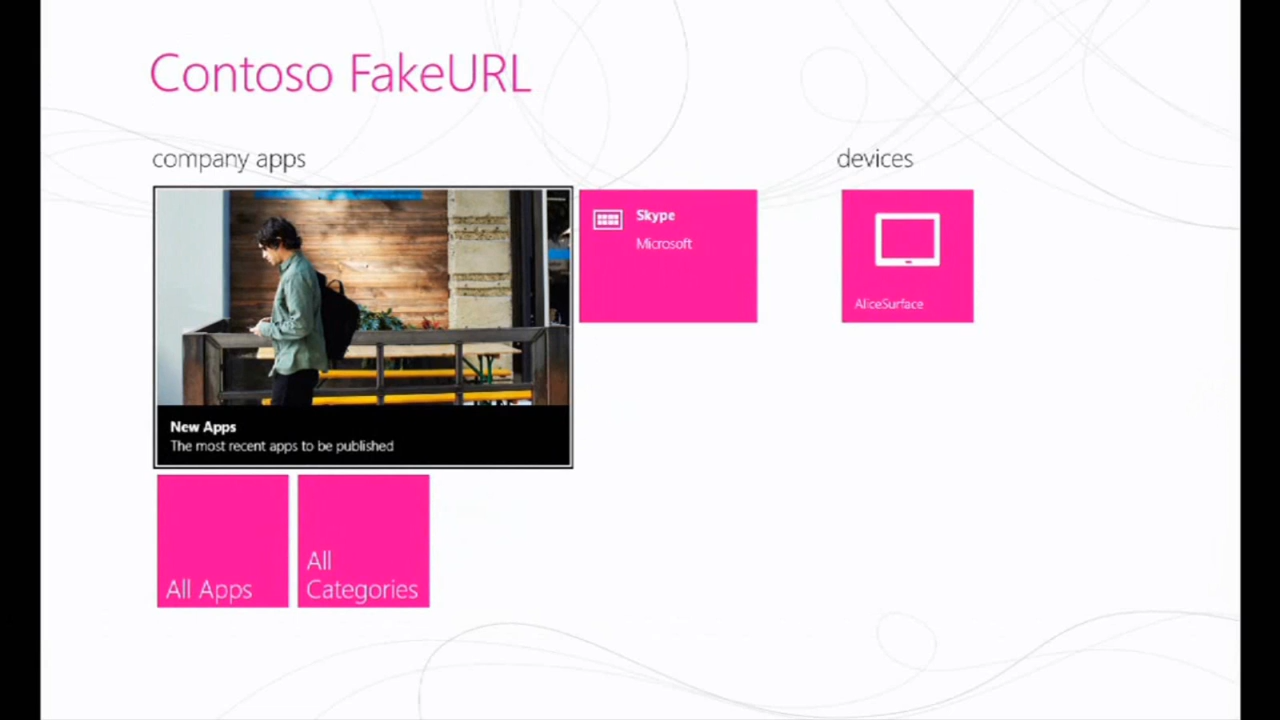 Contoso FakeURL
company apps
devices
Skype
Microsoft
AliceSurface
New Apps
The most recent apps to be published
All Apps
All
Categories